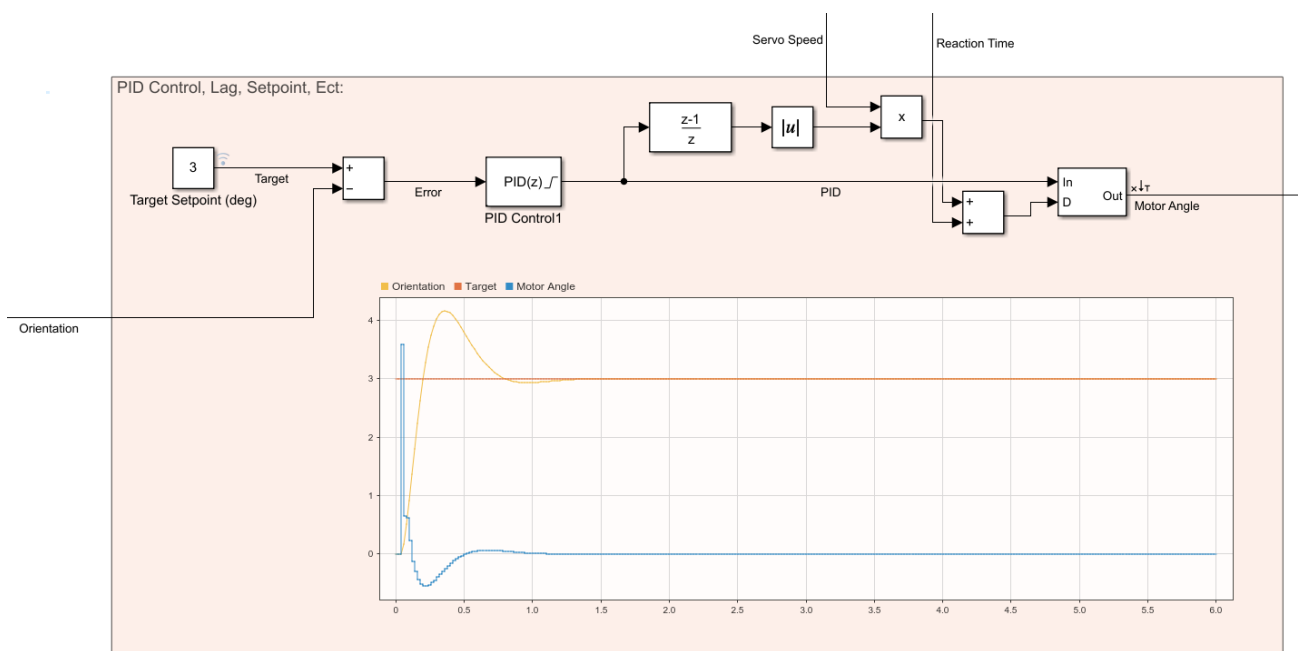 Servo Speed
Reaction Time
PID Control, Lag, Setpoint, Ect:
3
Target Setpoint (deg)
Target
+
−
Error
PID(z)
PID Control1
z-1
z
|u|
x
PID
+
+
In
D
Out
x↓T
Motor Angle
Orientation
Orientation Target Motor Angle
4
3
2
1
0
0 0.5 1.0 1.5 2.0 2.5 3.0 3.5 4.0 4.5 5.0 5.5 6.0